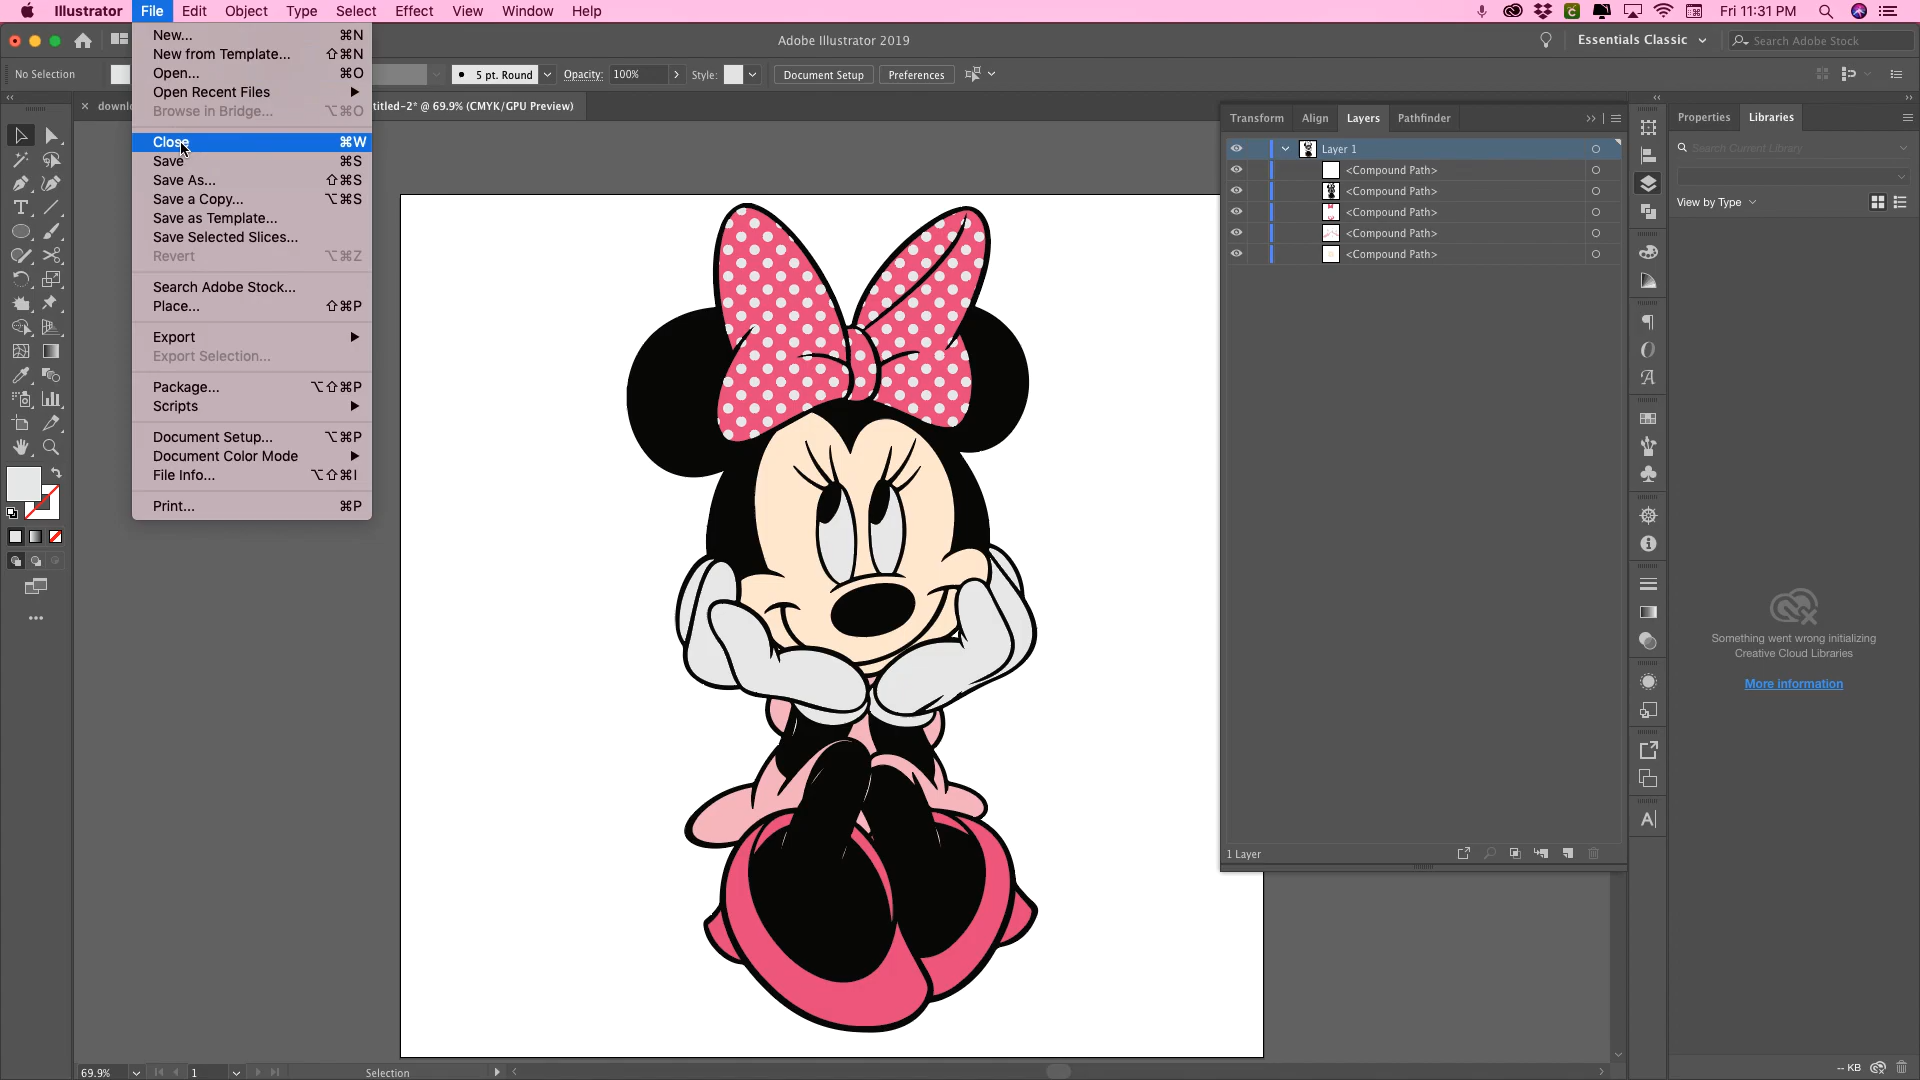 Illustrator File Edit Object Type Select Effect View Window Help
Fri 11:31 PM
Adobe Illustrator 2019
Essentials Classic
Search Adobe Stock
No Selection
5 pt. Round
Opacity: 100%
Style:
Document Setup
Preferences
New... ⌘N
New from Template... ⇧⌘N
Open... ⌘O
Open Recent Files
Browse in Bridge... ⌥⌘O
Close ⌘W
Save ⌘S
Save As... ⇧⌘S
Save a Copy... ⌥⌘S
Save as Template...
Save Selected Slices...
Revert ⌥⌘Z
Search Adobe Stock...
Place... ⇧⌘P
Export
Export Selection...
Package... ⌥⇧⌘P
Scripts
Document Setup... ⌥⌘P
Document Color Mode
File Info... ⌥⇧⌘I
Print... ⌘P
downlo
titled-2* @ 69.9% (CMYK/GPU Preview)
Transform Align Layers Pathfinder
Layer 1
<Compound Path>
<Compound Path>
<Compound Path>
<Compound Path>
<Compound Path>
1 Layer
Properties Libraries
Search Current Library
View by Type
Something went wrong initializing
Creative Cloud Libraries
More information
-- KB
69.9%
1
Selection